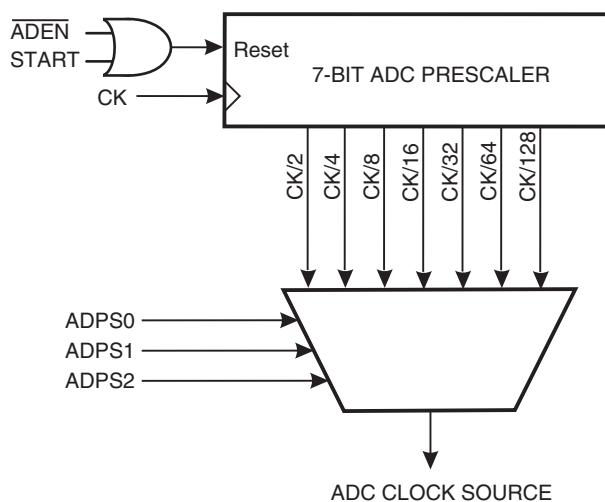 ADEN
START
CK
Reset
7-BIT ADC PRESCALER
CK/2
CK/4
CK/8
CK/16
CK/32
CK/64
CK/128
ADPS0
ADPS1
ADPS2
ADC CLOCK SOURCE